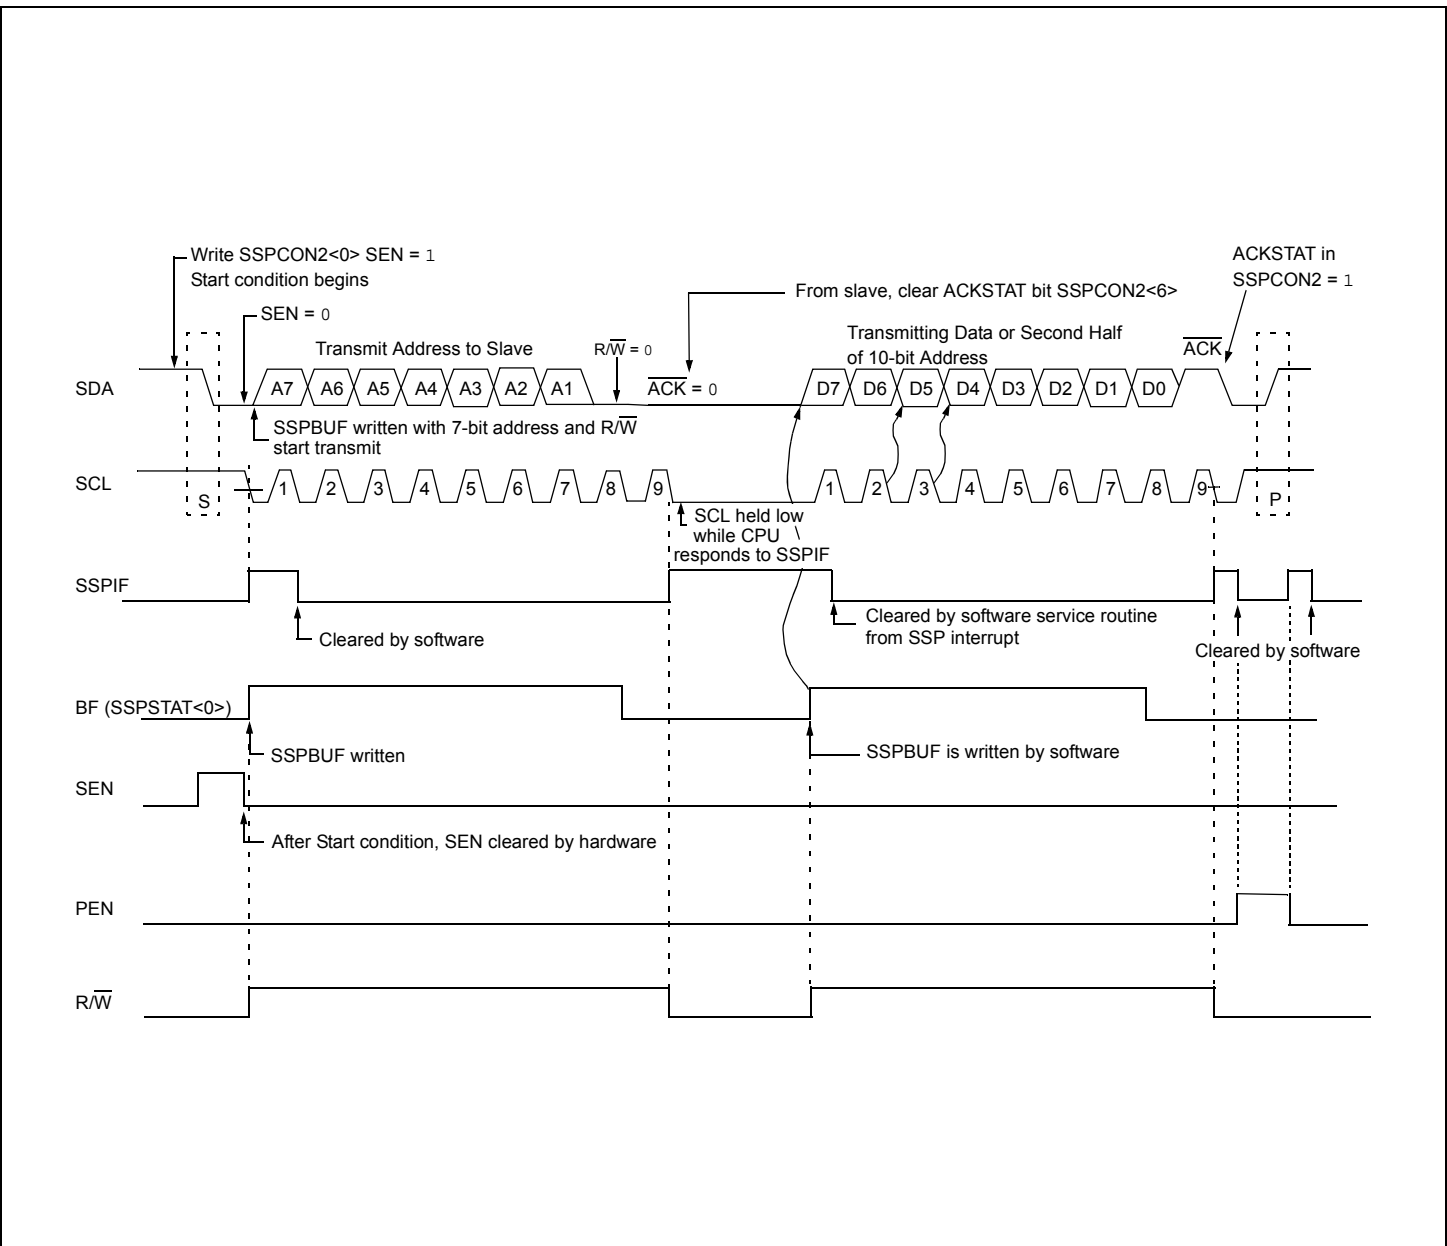 Write SSPCON2<0> SEN = 1
Start condition begins
ACKSTAT in
SSPCON2 = 1
From slave, clear ACKSTAT bit SSPCON2<6>
SEN = 0
Transmit Address to Slave
R/W = 0
Transmitting Data or Second Half
of 10-bit Address
ACK
SDA
A7 A6 A5 A4 A3 A2 A1
ACK = 0
D7 D6 D5 D4 D3 D2 D1 D0
SSPBUF written with 7-bit address and R/W
start transmit
SCL
S
1 2 3 4 5 6 7 8 9
1 2 3 4 5 6 7 8 9
P
SCL held low
while CPU
responds to SSPIF
SSPIF
Cleared by software
Cleared by software service routine
from SSP interrupt
Cleared by software
BF (SSPSTAT<0>)
SSPBUF written
SSPBUF is written by software
SEN
After Start condition, SEN cleared by hardware
PEN
R/W